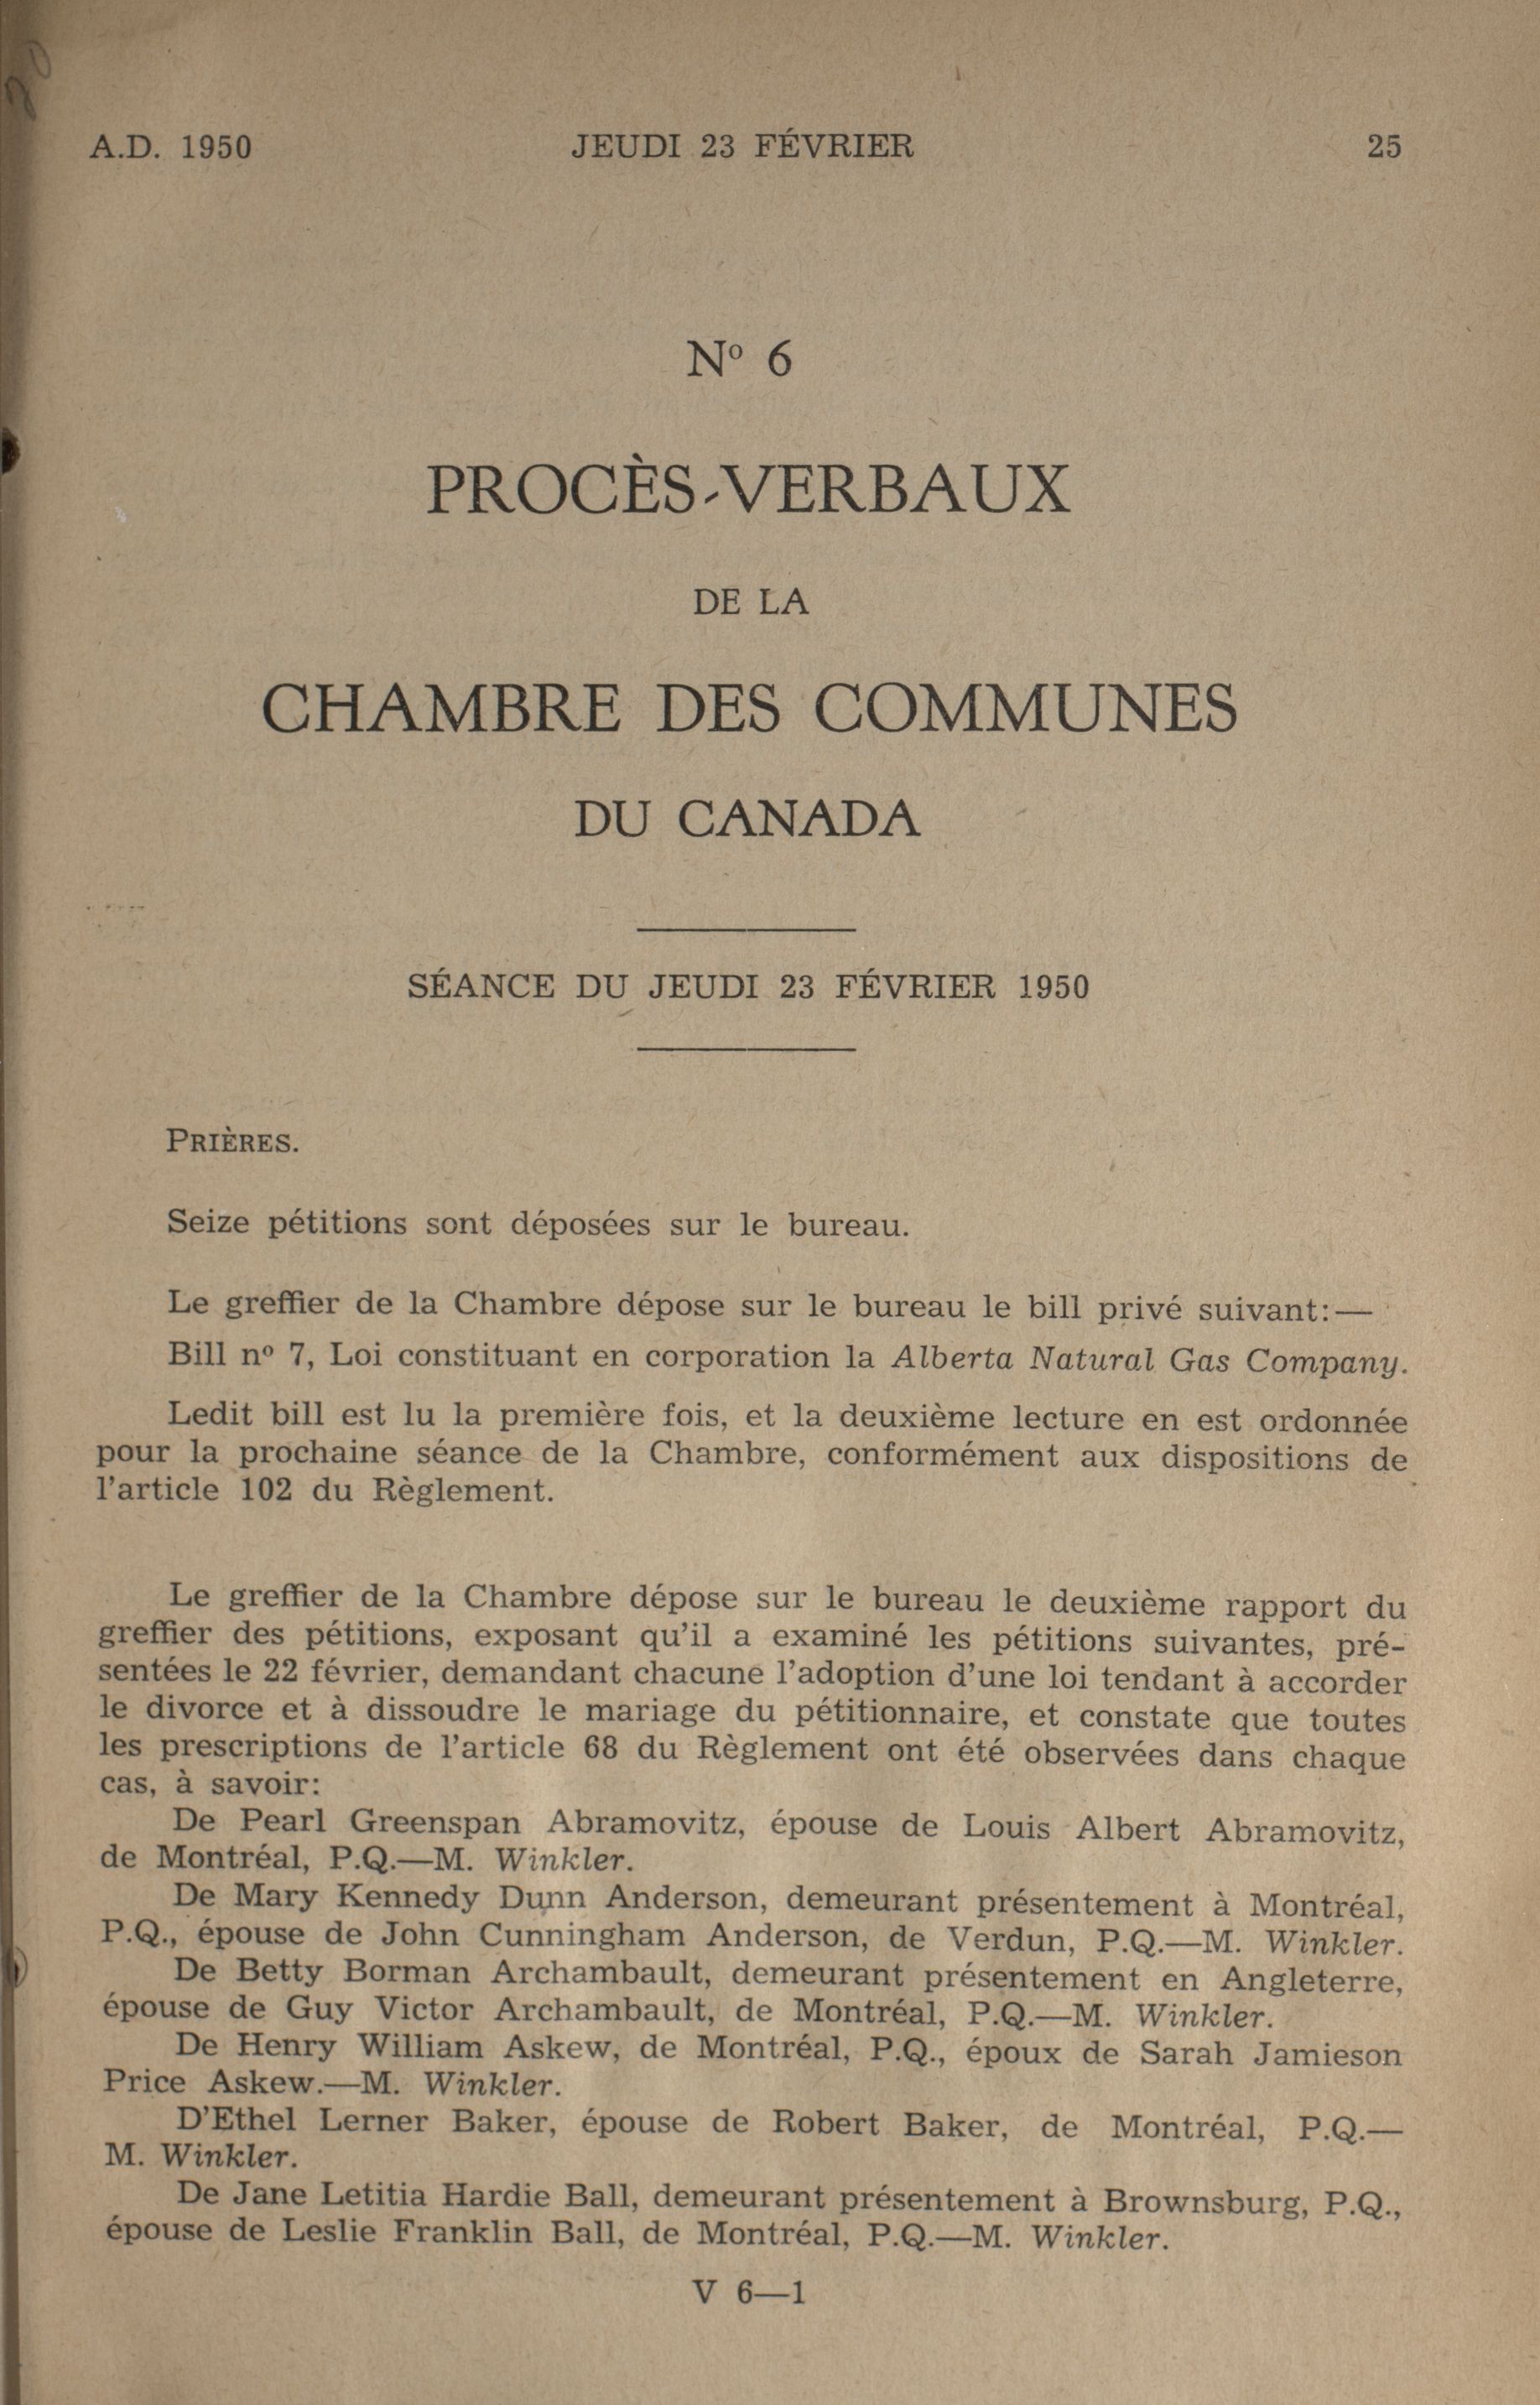 A.D. 1950 JEUDI 23 FÉVRIER 25
Nº 6
PROCÈS-VERBAUX
DE LA
CHAMBRE DES COMMUNES
DU CANADA
SÉANCE DU JEUDI 23 FÉVRIER 1950
PRIÈRES.
Seize pétitions sont déposées sur le bureau.
Le greffier de la Chambre dépose sur le bureau le bill privé suivant:—
Bill nº 7, Loi constituant en corporation la Alberta Natural Gas Company.
Ledit bill est lu la première fois, et la deuxième lecture en est ordonnée
pour la prochaine séance de la Chambre, conformément aux dispositions de
l'article 102 du Règlement.
Le greffier de la Chambre dépose sur le bureau le deuxième rapport du
greffier des pétitions, exposant qu'il a examiné les pétitions suivantes, pré-
sentées le 22 février, demandant chacune l'adoption d'une loi tendant à accorder
le divorce et à dissoudre le mariage du pétitionnaire, et constate que toutes
les prescriptions de l'article 68 du Règlement ont été observées dans chaque
cas, à savoir:
De Pearl Greenspan Abramovitz, épouse de Louis Albert Abramovitz,
de Montréal, P.Q.—M. Winkler.
De Mary Kennedy Dunn Anderson, demeurant présentement à Montréal,
P.Q., épouse de John Cunningham Anderson, de Verdun, P.Q.—M. Winkler.
De Betty Borman Archambault, demeurant présentement en Angleterre,
épouse de Guy Victor Archambault, de Montréal, P.Q.—M. Winkler.
De Henry William Askew, de Montréal, P.Q., époux de Sarah Jamieson
Price Askew.—M. Winkler.
D'Ethel Lerner Baker, épouse de Robert Baker, de Montréal, P.Q.—
M. Winkler.
De Jane Letitia Hardie Ball, demeurant présentement à Brownsburg, P.Q.,
épouse de Leslie Franklin Ball, de Montréal, P.Q.—M. Winkler.
V 6—1